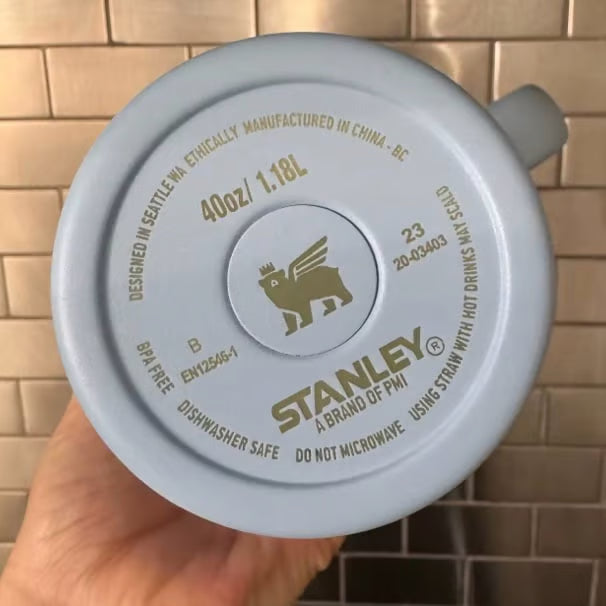 DESIGNED IN SEATTLE WA ETHICALLY MANUFACTURED IN CHINA - BC
40oz/ 1.18L
23
20-03403
B
EN12546-1
STANLEY®
A BRAND OF PMI
BPA FREE DISHWASHER SAFE DO NOT MICROWAVE USING STRAW WITH HOT DRINKS MAY SCALD